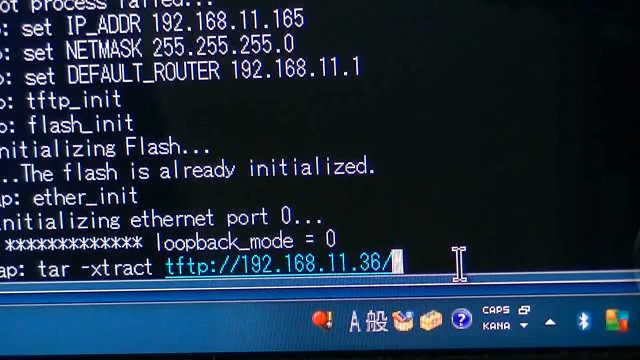 ot process failed...
p: set IP_ADDR 192.168.11.165
p: set NETMASK 255.255.255.0
p: set DEFAULT_ROUTER 192.168.11.1
p: tftp_init
p: flash_init
nitializing Flash...
...The flash is already initialized.
ap: ether_init
nitializing ethernet port 0...
************* loopback_mode = 0
ap: tar -xtract tftp://192.168.11.36/
A 般 ? CAPS
KANA